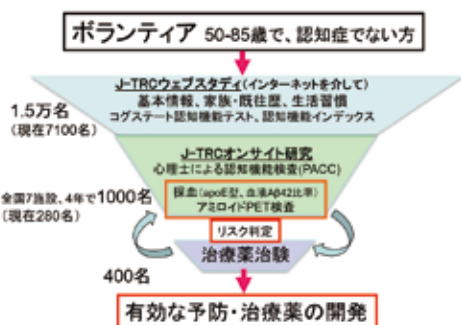 ボランティア 50-85歳で、認知症でない方
J-TRCウェブスタディ(インターネットを介して)
基本情報、家族・既往歴、生活習慣
コグステート認知機能テスト、認知機能インデックス
1.5万名
(現在7100名)
J-TRCオンサイト研究
心理士による認知機能検査(PACC)
全国7施設、4年で1000名
(現在280名)
採血(apoE型、血液Aβ42比率)
アミロイドPET検査
リスク判定
治療薬治験
400名
有効な予防・治療薬の開発